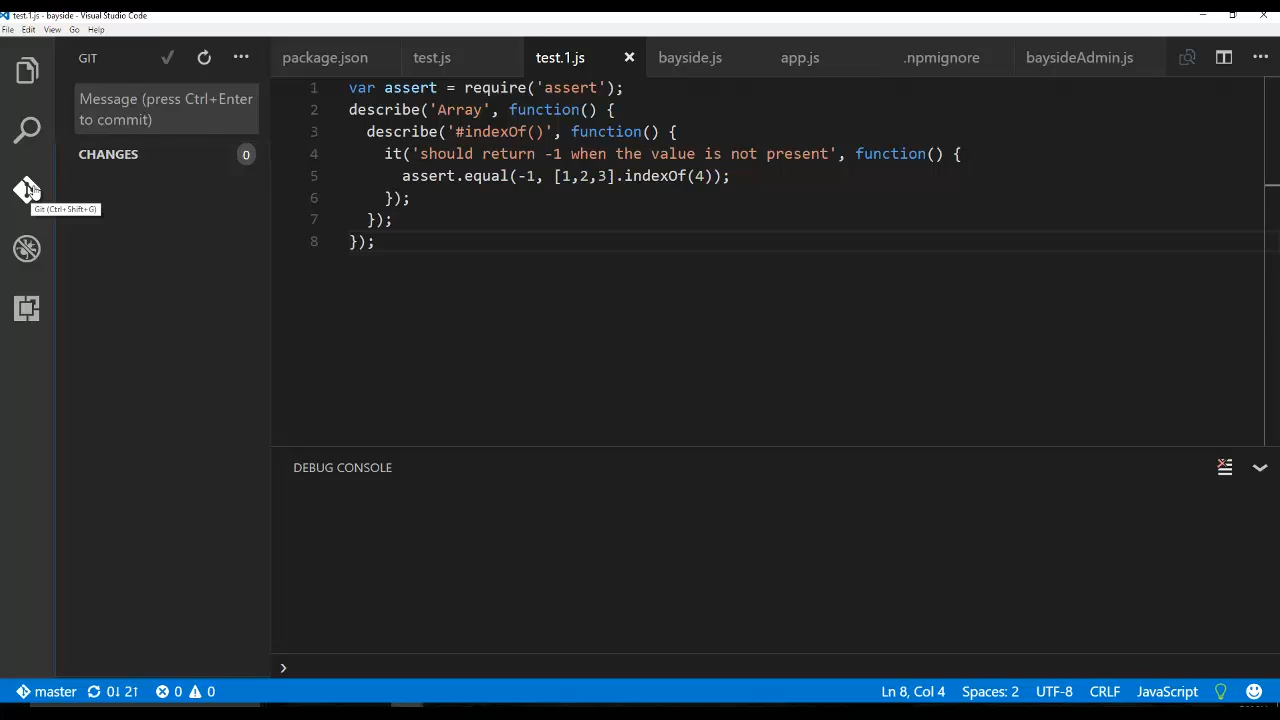 test.1.js - bayside - Visual Studio Code
File Edit View Go Help
GIT
package.json test.js test.1.js bayside.js app.js .npmignore baysideAdmin.js
Message (press Ctrl+Enter
to commit)
CHANGES 0
Git (Ctrl+Shift+G)
1 var assert = require('assert');
2 describe('Array', function() {
3 describe('#indexOf()', function() {
4 it('should return -1 when the value is not present', function() {
5 assert.equal(-1, [1,2,3].indexOf(4));
6 });
7 });
8 });
DEBUG CONSOLE
master 0↓ 2↑ 0 0 Ln 8, Col 4 Spaces: 2 UTF-8 CRLF JavaScript